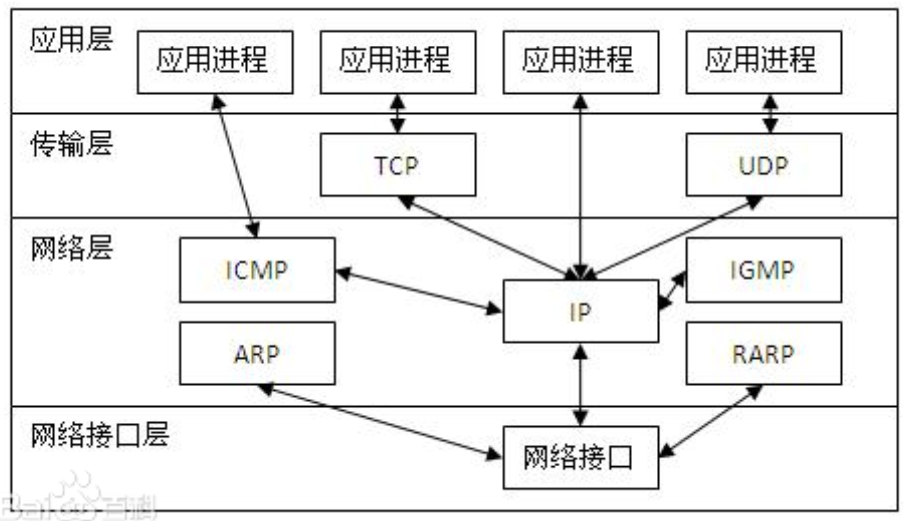 应用层
应用进程 应用进程 应用进程 应用进程
传输层
TCP UDP
网络层
ICMP IGMP
IP
ARP RARP
网络接口层
网络接口
Baidu百科